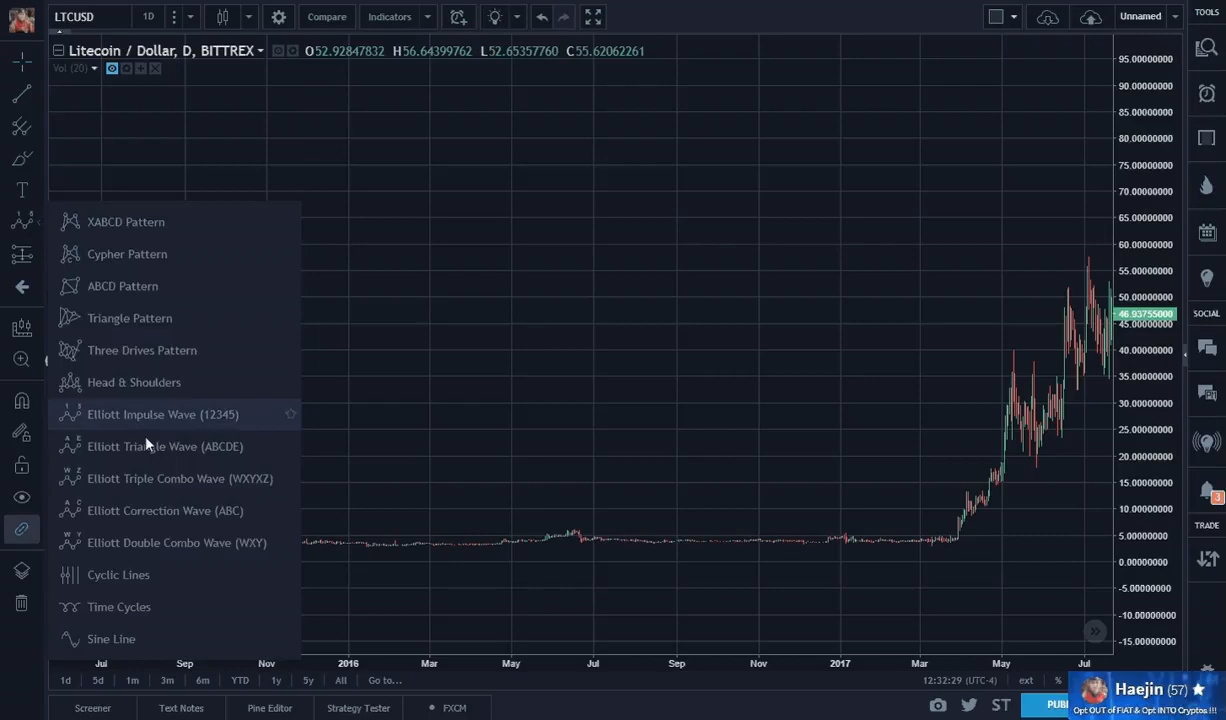 LTCUSD
1D
Compare
Indicators
Unnamed
TOOLS
Litecoin / Dollar, D, BITTREX
O52.92847832 H56.64399762 L52.65357760 C55.62062261
Vol (20)
95.00000000
90.00000000
85.00000000
80.00000000
75.00000000
70.00000000
65.00000000
60.00000000
55.00000000
50.00000000
46.93755000
45.00000000
40.00000000
35.00000000
30.00000000
25.00000000
20.00000000
15.00000000
10.00000000
5.00000000
0.00000000
-5.00000000
-10.00000000
-15.00000000
XABCD Pattern
Cypher Pattern
ABCD Pattern
Triangle Pattern
Three Drives Pattern
Head & Shoulders
Elliott Impulse Wave (12345)
Elliott Triangle Wave (ABCDE)
Elliott Triple Combo Wave (WXYXZ)
Elliott Correction Wave (ABC)
Elliott Double Combo Wave (WXY)
Cyclic Lines
Time Cycles
Sine Line
SOCIAL
3
TRADE
Jul Sep Nov 2016 Mar May Jul Sep Nov 2017 Mar May Jul
1d 5d 1m 3m 6m YTD 1y 5y All Go to...
12:32:29 (UTC-4) ext %
Screener Text Notes Pine Editor Strategy Tester FXCM
ST
PUB
Haejin (57)
Opt OUT of FIAT & Opt INTO Cryptos !!!